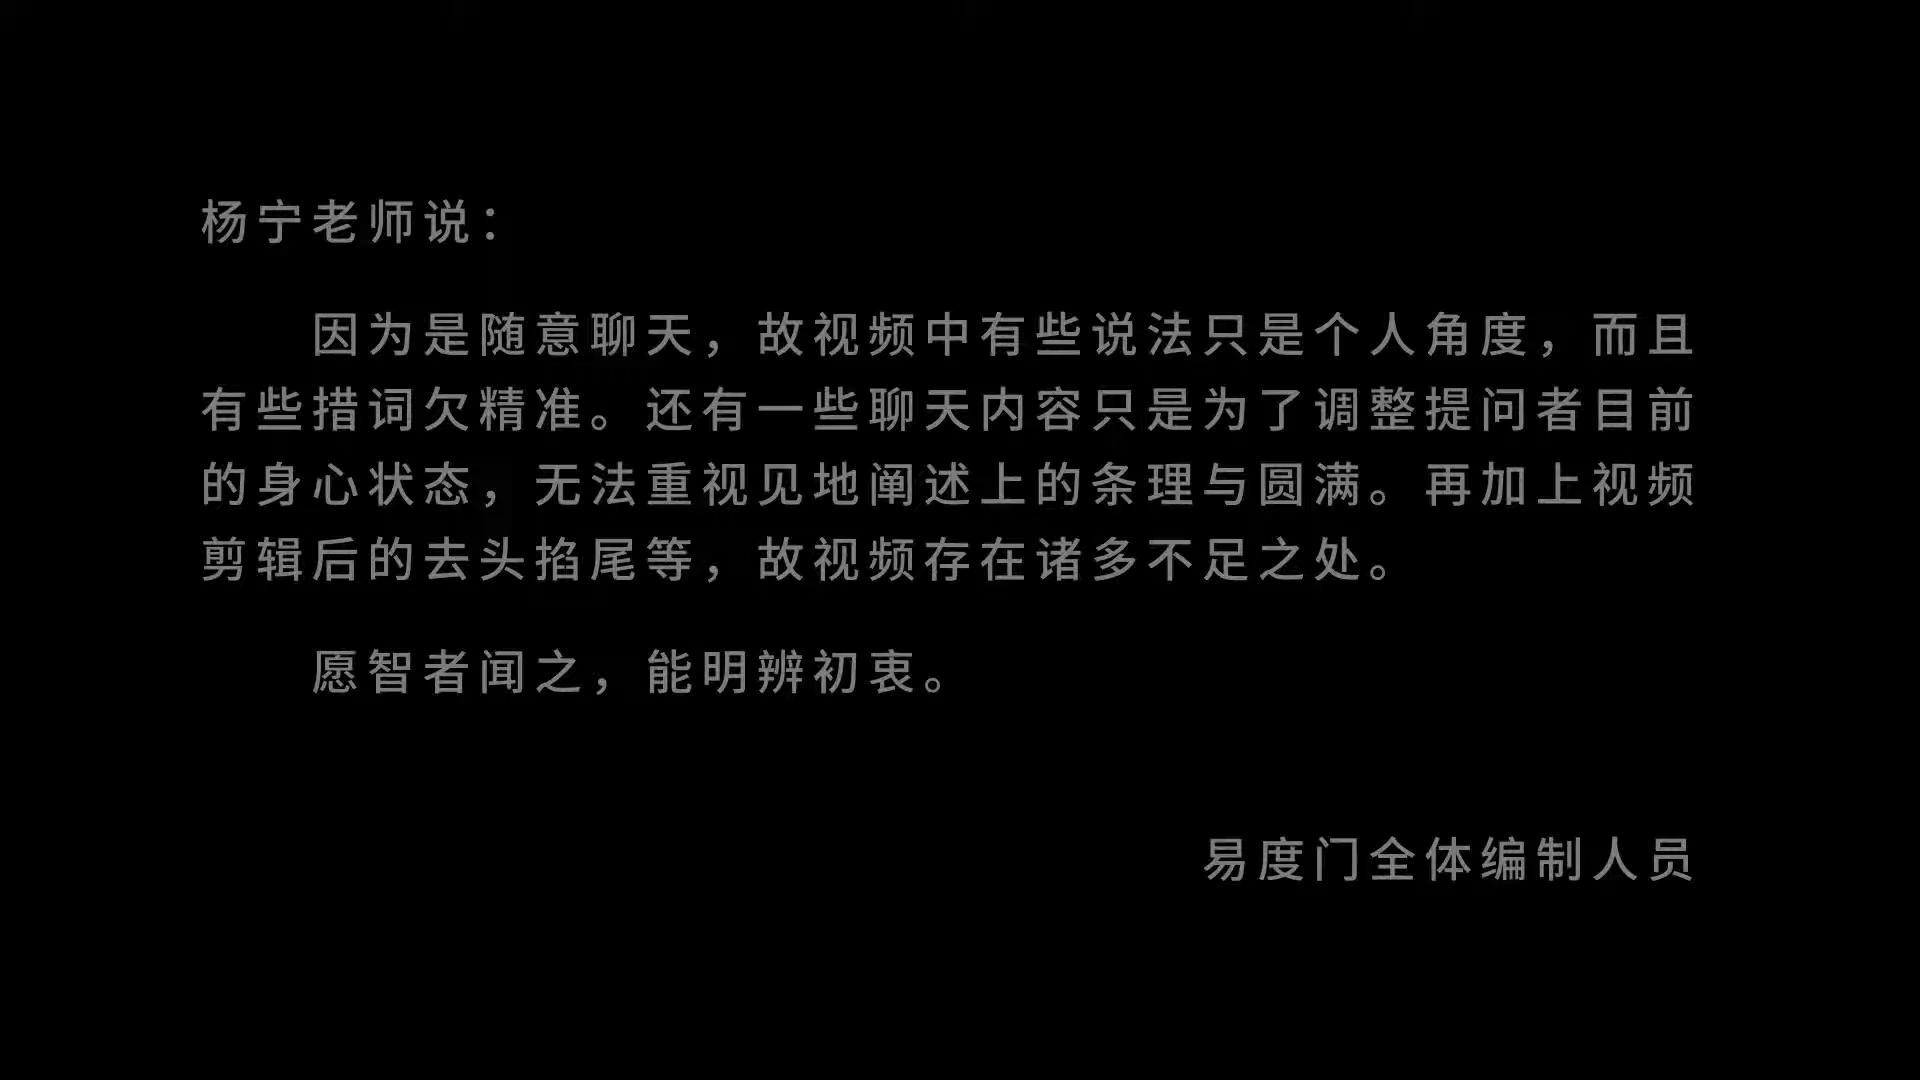 杨宁老师说：
因为是随意聊天，故视频中有些说法只是个人角度，而且
有些措词欠精准。还有一些聊天内容只是为了调整提问者目前
的身心状态，无法重视见地阐述上的条理与圆满。再加上视频
剪辑后的去头掐尾等，故视频存在诸多不足之处。
愿智者闻之，能明辨初衷。
易度门全体编制人员